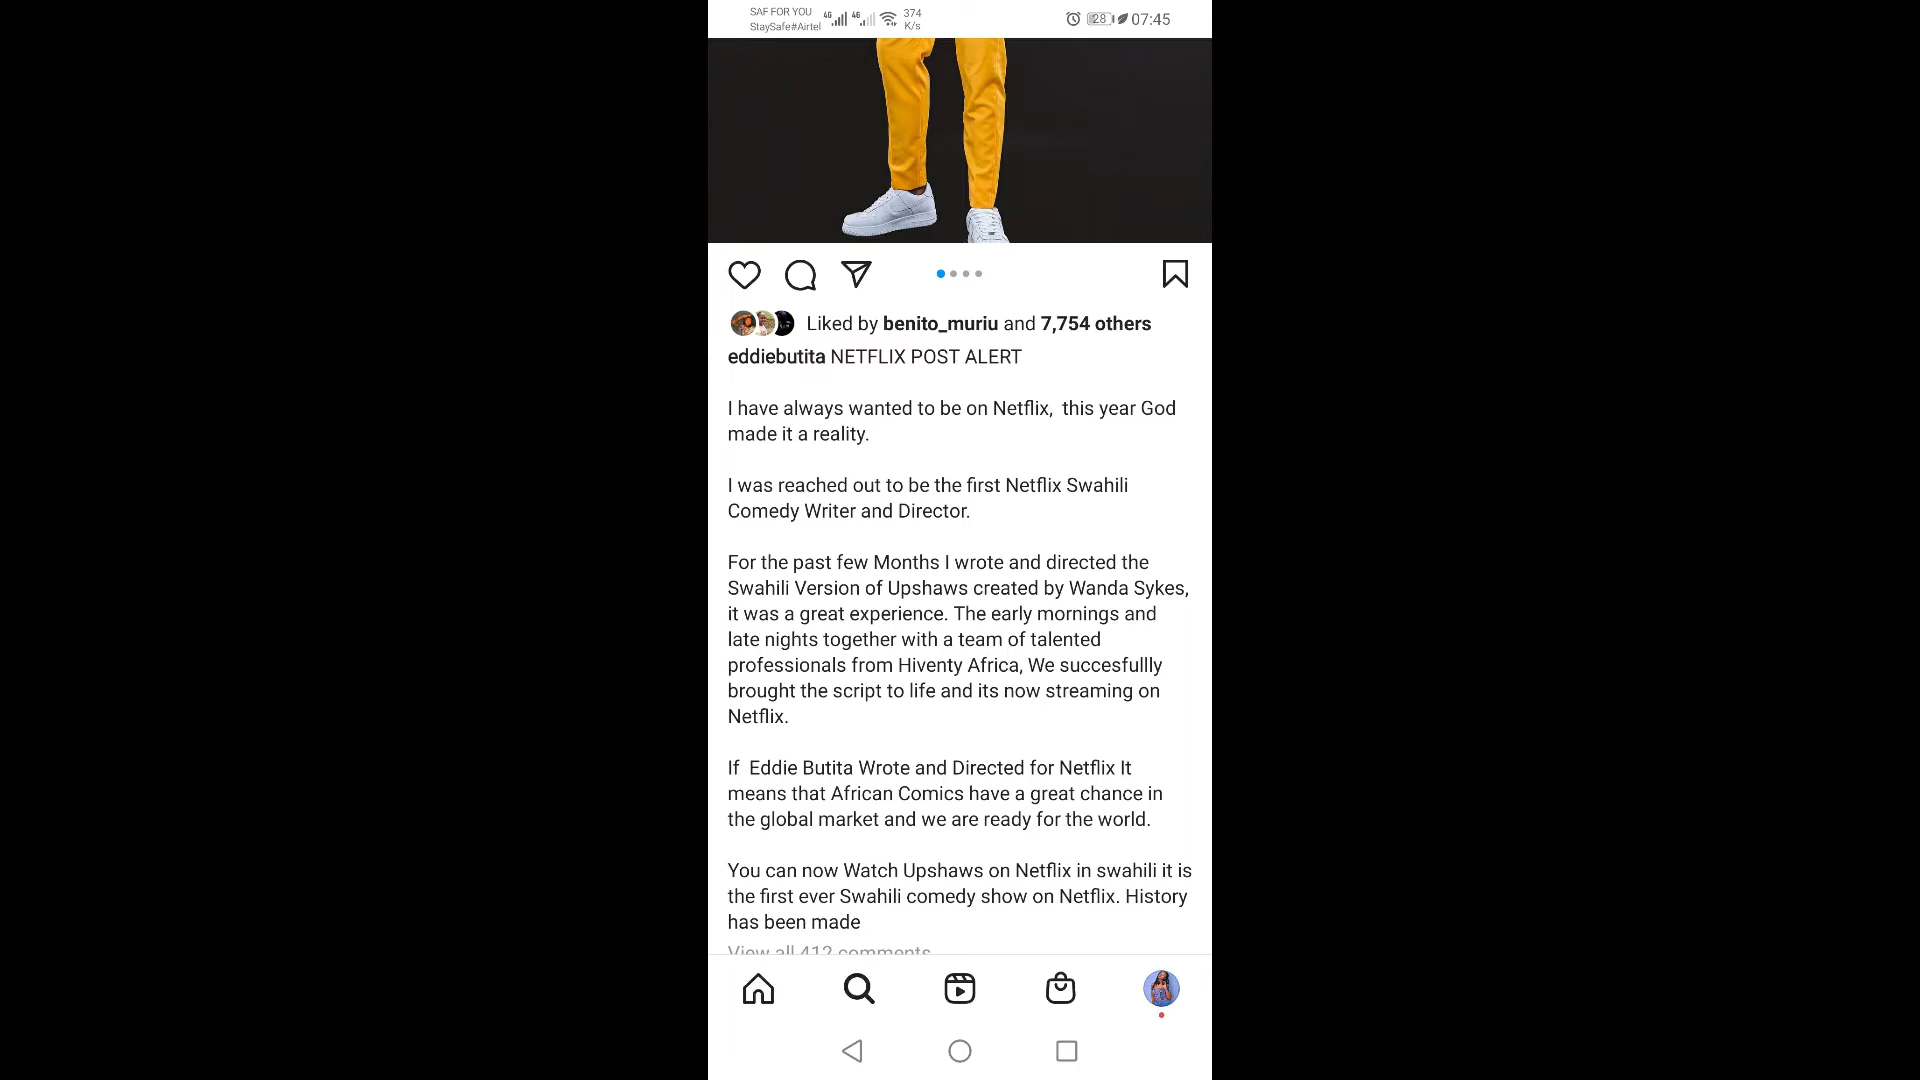 SAF FOR YOU
StaySafe#Airtel
4G
4G
374
K/s
28
07:45
Liked by benito_muriu and 7,754 others
eddiebutita NETFLIX POST ALERT
I have always wanted to be on Netflix,  this year God
made it a reality.
I was reached out to be the first Netflix Swahili
Comedy Writer and Director.
For the past few Months I wrote and directed the
Swahili Version of Upshaws created by Wanda Sykes,
it was a great experience. The early mornings and
late nights together with a team of talented
professionals from Hiventy Africa, We succesfullly
brought the script to life and its now streaming on
Netflix.
If  Eddie Butita Wrote and Directed for Netflix It
means that African Comics have a great chance in
the global market and we are ready for the world.
You can now Watch Upshaws on Netflix in swahili it is
the first ever Swahili comedy show on Netflix. History
has been made
View all 412 comments